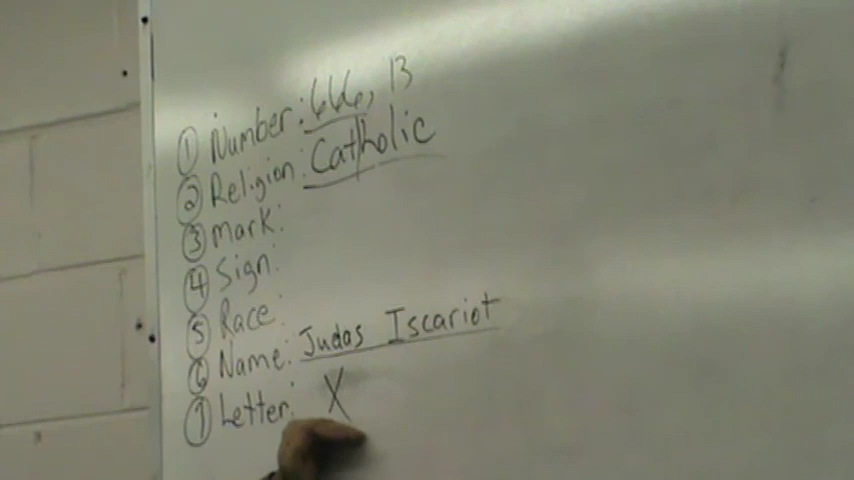 ① Number: 666, 13
② Religion: Catholic
③ Mark:
④ Sign:
⑤ Race:
⑥ Name: Judas Iscariot
⑦ Letter: X